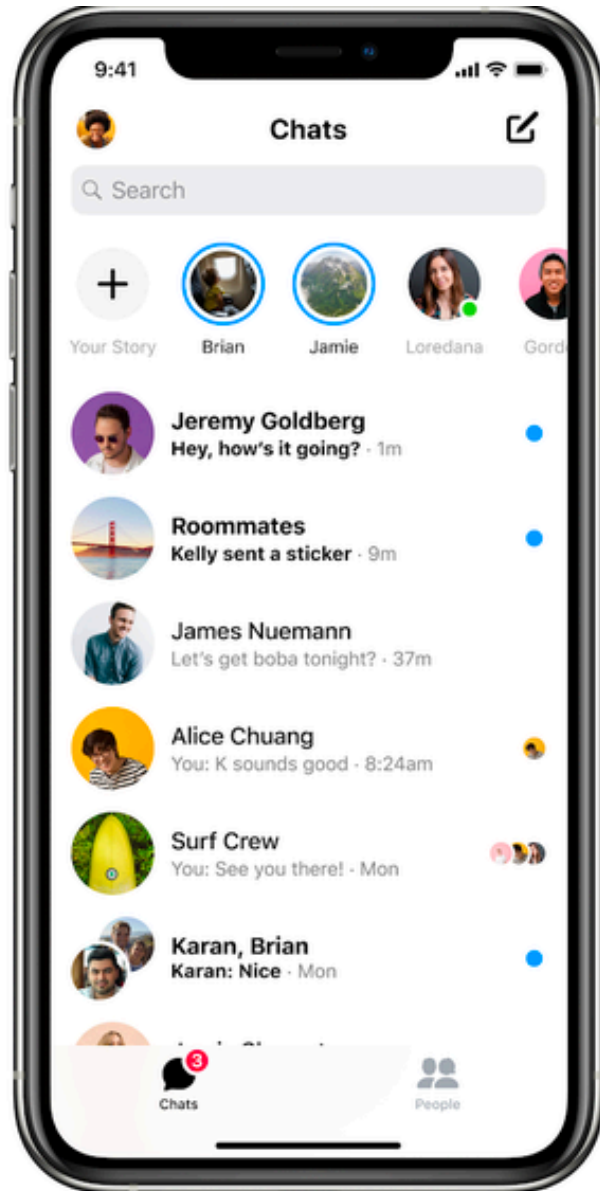 9:41
Chats
Search
Your Story
Brian
Jamie
Loredana
Jeremy Goldberg
Hey, how's it going? · 1m
Roommates
Kelly sent a sticker · 9m
James Nuemann
Let's get boba tonight? · 37m
Alice Chuang
You: K sounds good · 8:24am
Surf Crew
You: See you there! · Mon
Karan, Brian
Karan: Nice · Mon
3
Chats
People